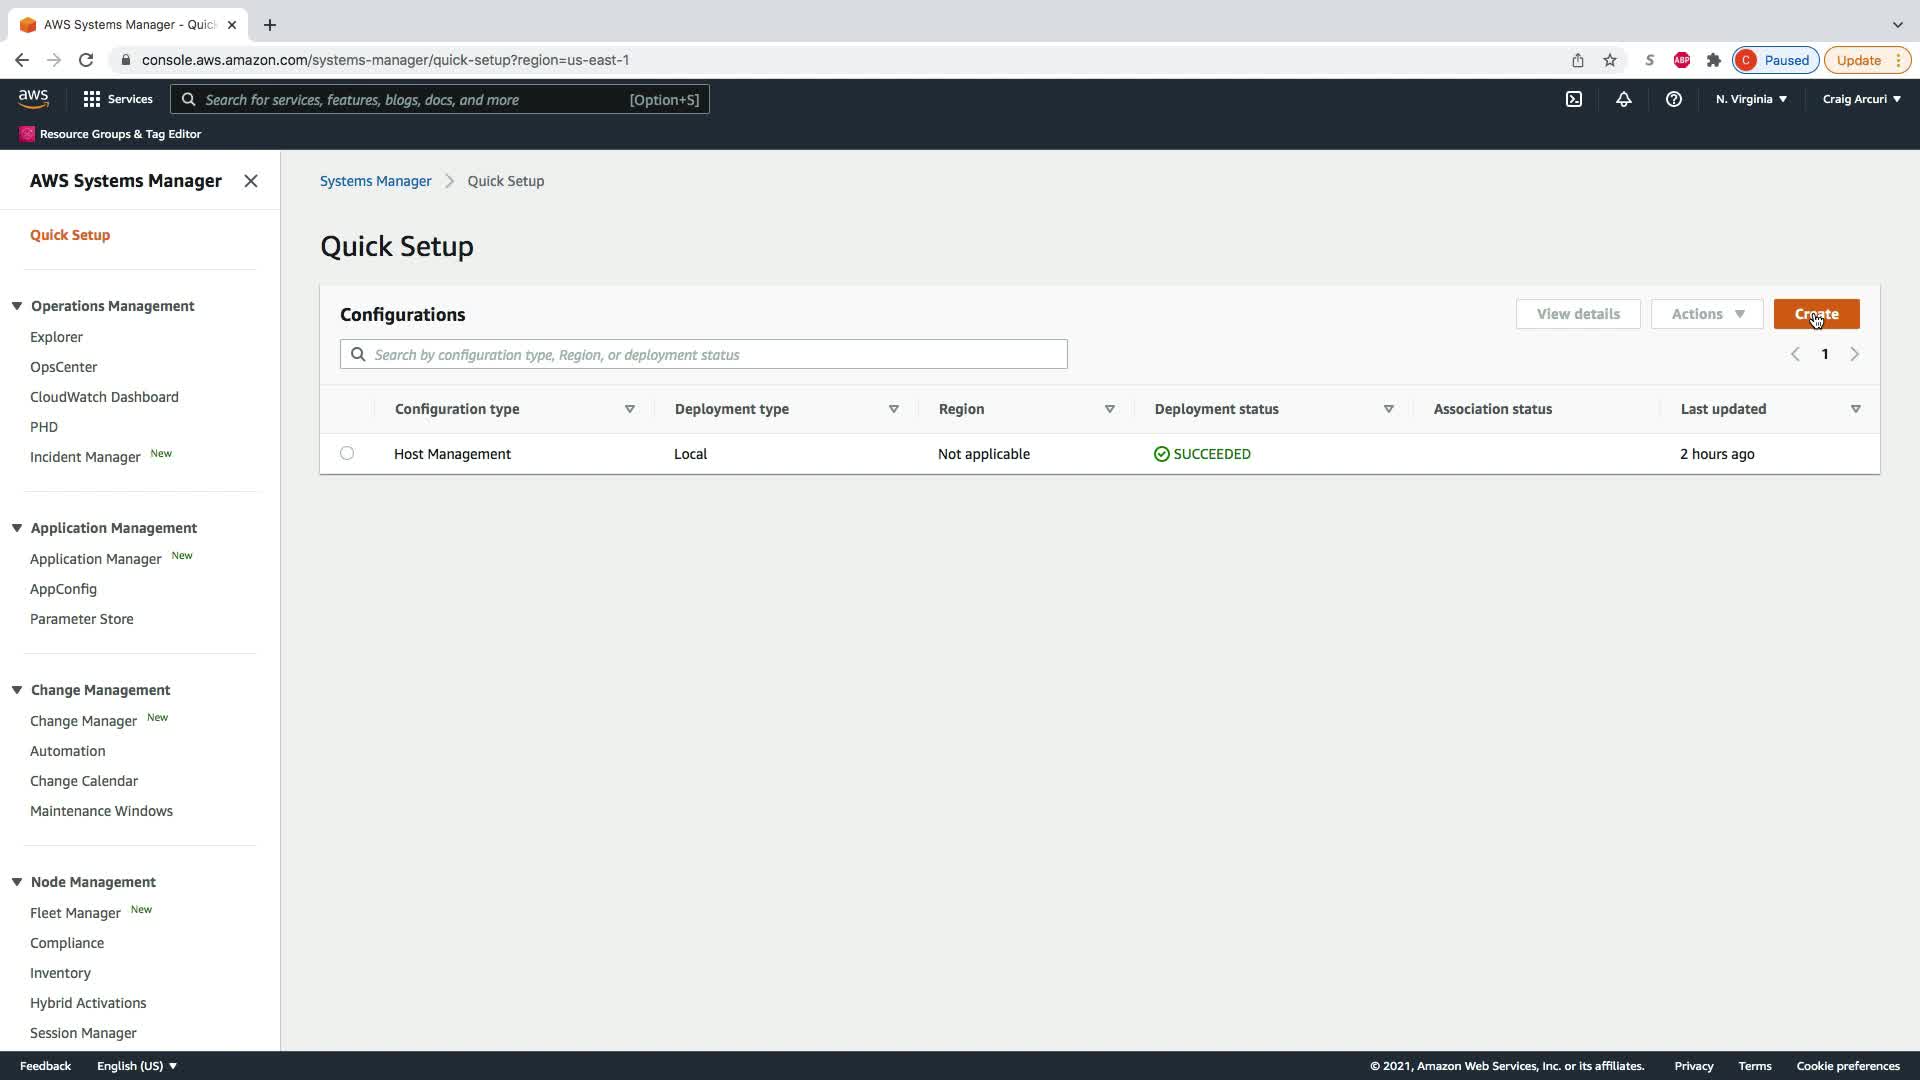 AWS Systems Manager - Quic
console.aws.amazon.com/systems-manager/quick-setup?region=us-east-1
S
ABP
C
Paused
Update
aws
Services
Search for services, features, blogs, docs, and more
[Option+S]
N. Virginia
Craig Arcuri
Resource Groups & Tag Editor
AWS Systems Manager
Quick Setup
Operations Management
Explorer
OpsCenter
CloudWatch Dashboard
PHD
Incident Manager New
Application Management
Application Manager New
AppConfig
Parameter Store
Change Management
Change Manager New
Automation
Change Calendar
Maintenance Windows
Node Management
Fleet Manager New
Compliance
Inventory
Hybrid Activations
Session Manager
Systems Manager
Quick Setup
Quick Setup
Configurations
View details
Actions
Create
Search by configuration type, Region, or deployment status
1
Configuration type
Deployment type
Region
Deployment status
Association status
Last updated
Host Management
Local
Not applicable
SUCCEEDED
2 hours ago
Feedback
English (US)
© 2021, Amazon Web Services, Inc. or its affiliates.
Privacy
Terms
Cookie preferences